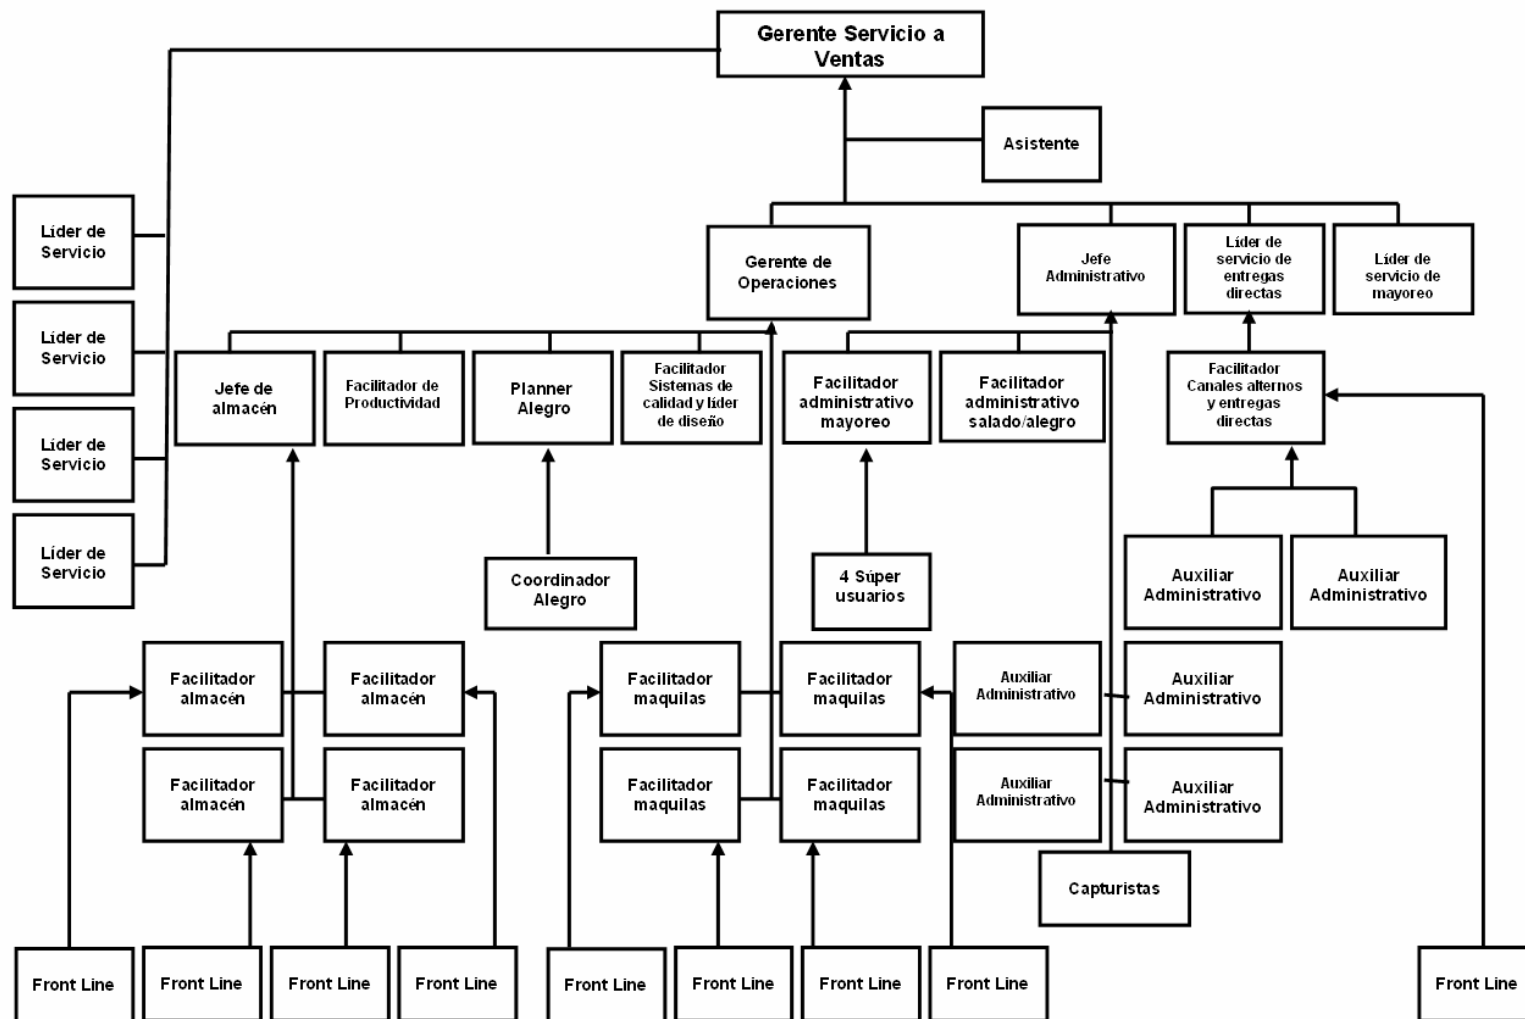 Gerente Servicio a
Ventas
Asistente
Líder de
Servicio
Líder de
Servicio
Líder de
Servicio
Líder de
Servicio
Gerente de
Operaciones
Jefe
Administrativo
Líder de
servicio de
entregas
directas
Líder de
servicio de
mayoreo
Jefe de
almacén
Facilitador de
Productividad
Planner
Alegro
Facilitador
Sistemas de
calidad y líder
de diseño
Facilitador
administrativo
mayoreo
Facilitador
administrativo
salado/alegro
Facilitador
Canales alternos
y entregas
directas
Coordinador
Alegro
4 Súper
usuarios
Auxiliar
Administrativo
Auxiliar
Administrativo
Facilitador
almacén
Facilitador
almacén
Facilitador
maquilas
Facilitador
maquilas
Auxiliar
Administrativo
Auxiliar
Administrativo
Facilitador
almacén
Facilitador
almacén
Facilitador
maquilas
Facilitador
maquilas
Auxiliar
Administrativo
Auxiliar
Administrativo
Capturistas
Front Line
Front Line
Front Line
Front Line
Front Line
Front Line
Front Line
Front Line
Front Line